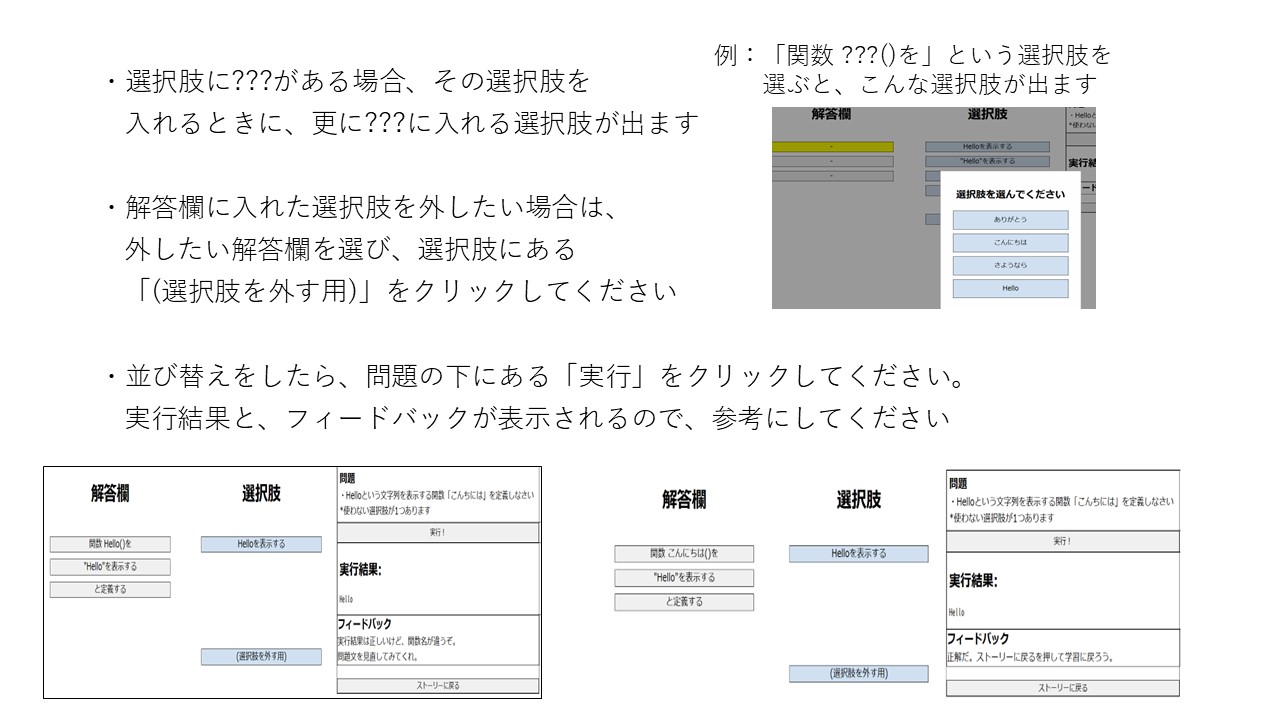 ・選択肢に???がある場合、その選択肢を
入れるときに、更に???に入れる選択肢が出ます
・解答欄に入れた選択肢を外したい場合は、
外したい解答欄を選び、選択肢にある
「(選択肢を外す用)」をクリックしてください
・並び替えをしたら、問題の下にある「実行」をクリックしてください。
実行結果と、フィードバックが表示されるので、参考にしてください
例：「関数 ???()を」という選択肢を
選ぶと、こんな選択肢が出ます
解答欄
-
-
-
選択肢
Helloを表示する
"Hello"を表示する
・Hello
*使わない
実行結
選択肢を選んでください
ありがとう
こんにちは
さようなら
Hello
解答欄
関数 Hello()を
"Hello"を表示する
と定義する
選択肢
Helloを表示する
(選択肢を外す用)
問題
・Helloという文字列を表示する関数「こんちには」を定義しなさい
*使わない選択肢が1つあります
実行！
実行結果:
Hello
フィードバック
実行結果は正しいけど、関数名が違うぞ。
問題文を見直してみてくれ。
ストーリーに戻る
解答欄
関数 こんにちは()を
"Hello"を表示する
と定義する
選択肢
Helloを表示する
(選択肢を外す用)
問題
・Helloという文字列を表示する関数「こんちには」を定義しなさい
*使わない選択肢が1つあります
実行！
実行結果:
Hello
フィードバック
正解だ。ストーリーに戻るを押して学習に戻ろう。
ストーリーに戻る